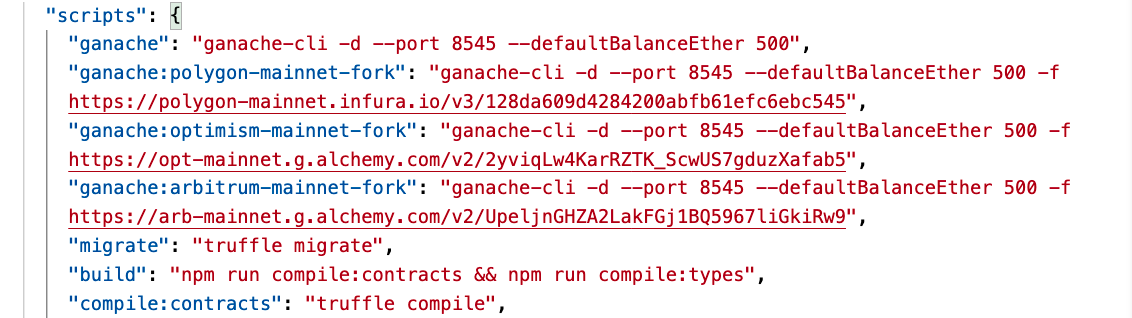 "scripts": {
"ganache": "ganache-cli -d --port 8545 --defaultBalanceEther 500",
"ganache:polygon-mainnet-fork": "ganache-cli -d --port 8545 --defaultBalanceEther 500 -f
https://polygon-mainnet.infura.io/v3/128da609d4284200abfb61efc6ebc545",
"ganache:optimism-mainnet-fork": "ganache-cli -d --port 8545 --defaultBalanceEther 500 -f
https://opt-mainnet.g.alchemy.com/v2/2yviqLw4KarRZTK_ScwUS7gduzXafab5",
"ganache:arbitrum-mainnet-fork": "ganache-cli -d --port 8545 --defaultBalanceEther 500 -f
https://arb-mainnet.g.alchemy.com/v2/UpeljnGHZA2LakFGj1BQ5967liGkiRw9",
"migrate": "truffle migrate",
"build": "npm run compile:contracts && npm run compile:types",
"compile:contracts": "truffle compile",